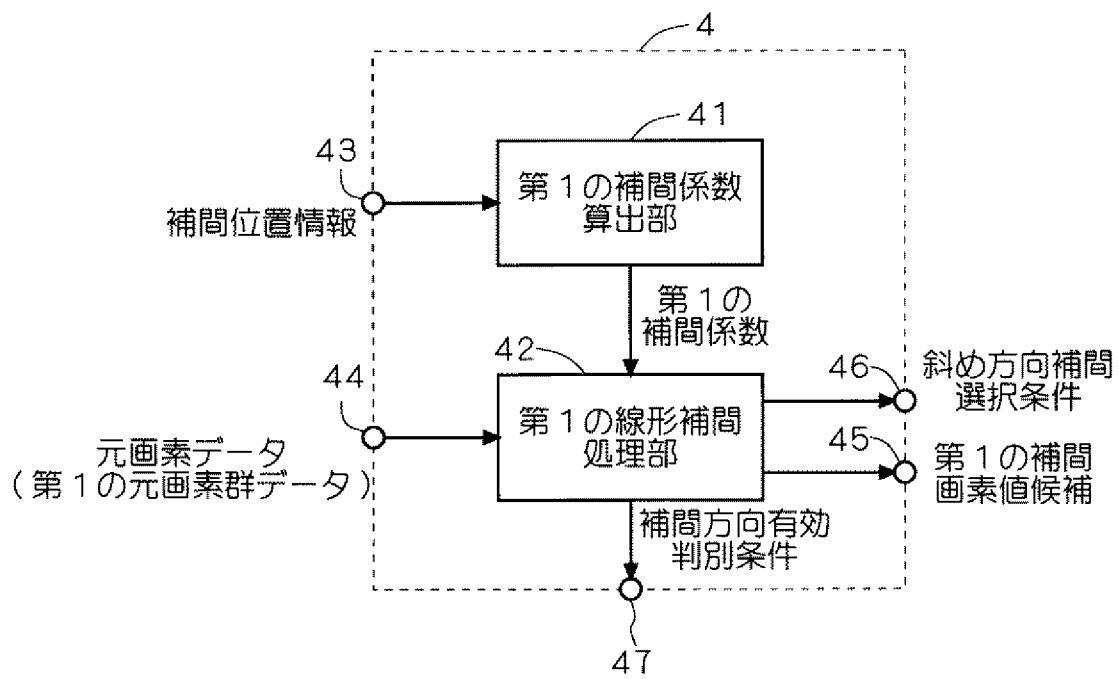 4
41
43
第1の補間係数
算出部
補間位置情報
第1の
補間係数
42
44
46
斜め方向補間
選択条件
第1の線形補間
処理部
元画素データ
(第1の元画素群データ)
45
第1の補間
画素値候補
補間方向有効
判別条件
47